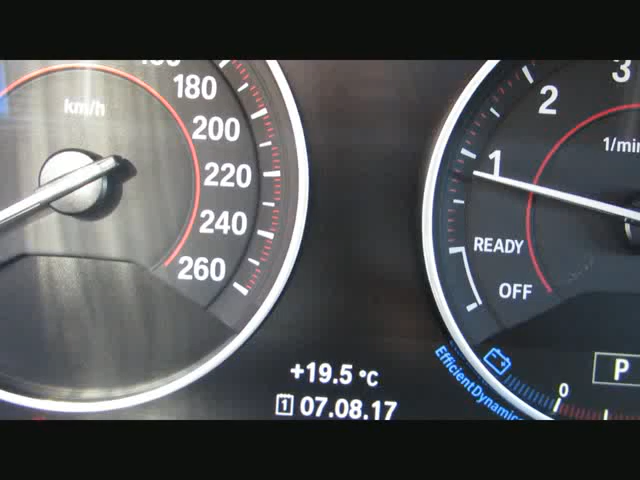 180
km/h
200
220
240
260
3
2
1/min
1
READY
OFF
+19.5 °C
1 07.08.17
EfficientDynamics
0
P